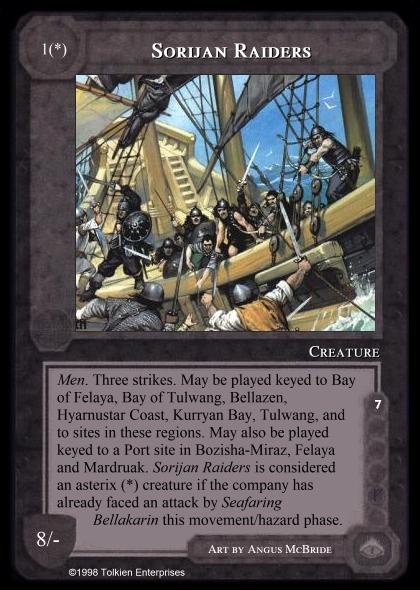 1(*)
SORIJAN RAIDERS
CREATURE
Men. Three strikes. May be played keyed to Bay
of Felaya, Bay of Tulwang, Bellazen,
Hyarnustar Coast, Kurryan Bay, Tulwang, and
to sites in these regions. May also be played
keyed to a Port site in Bozisha-Miraz, Felaya
and Mardruak. Sorijan Raiders is considered
an asterix (*) creature if the company has
already faced an attack by Seafaring
Bellakarin this movement/hazard phase.
7
8/-
ART BY ANGUS MCBRIDE
©1998 Tolkien Enterprises